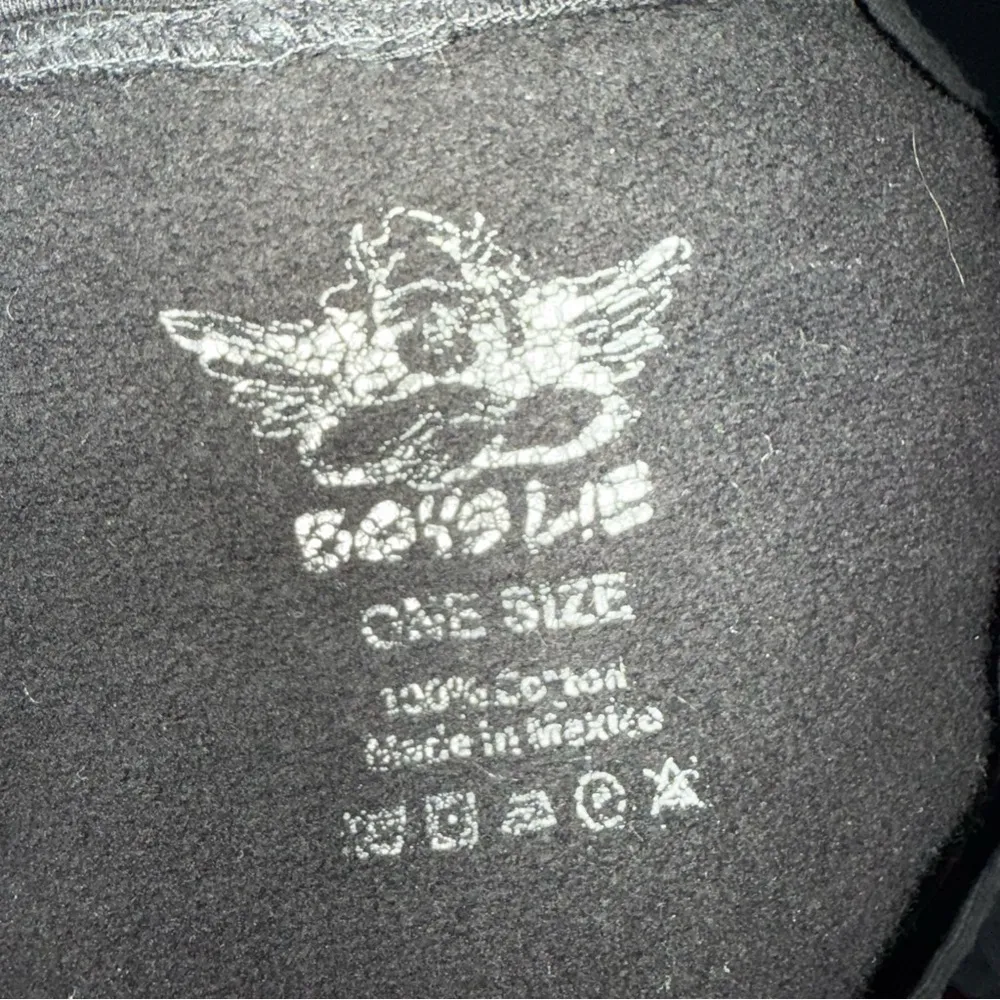 BOYS LIE
ONE SIZE
100% Cotton
Made in Mexico